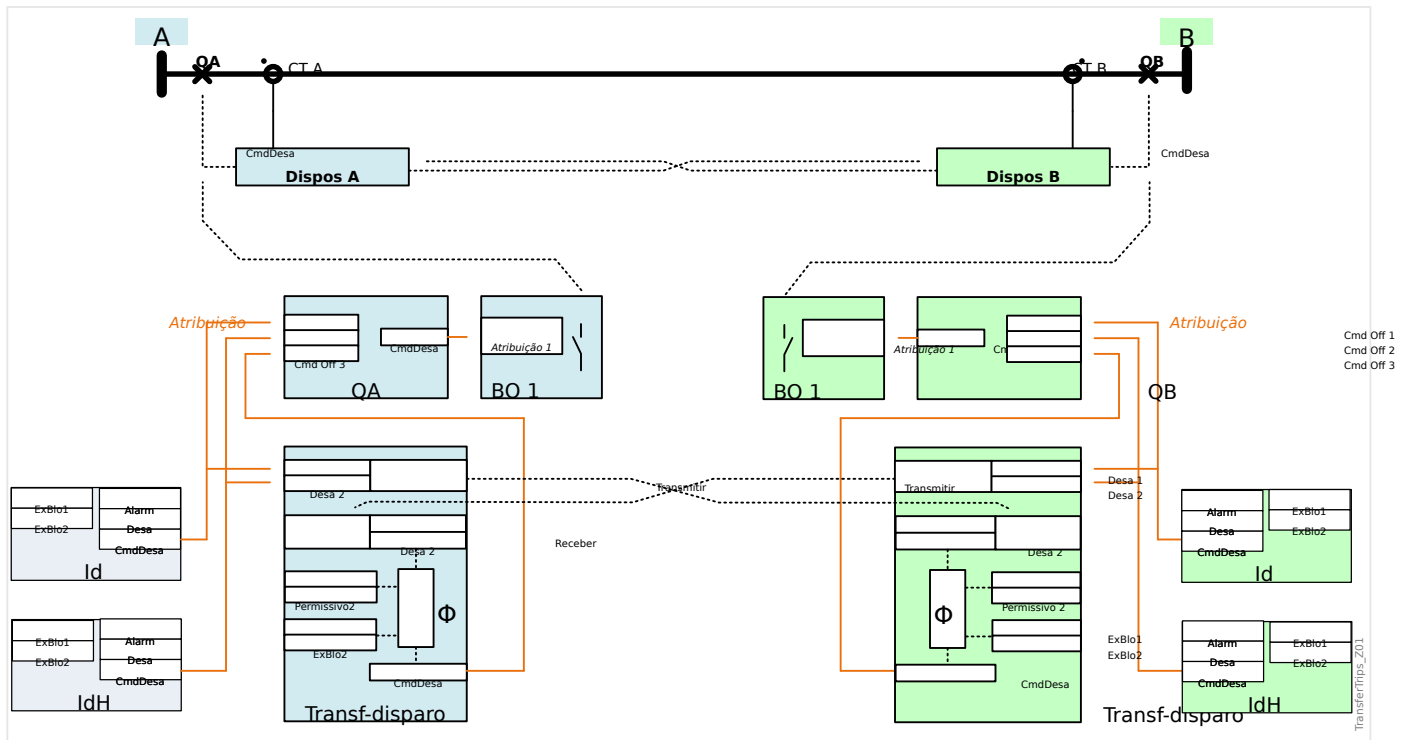 A
B
QA
CT A
CT B
QB
CmdDesa
Dispos A
Dispos B
CmdDesa
Atribuição
CmdDesa
Cmd Off 3
QA
Atribuição 1
BO 1
BO 1
Atribuição 1
Cm
Atribuição
QB
Cmd Off 1
Cmd Off 2
Cmd Off 3
Desa 2
Transmitir
Transmitir
Desa 1
Desa 2
ExBlo1
ExBlo2
Alarm
Desa
CmdDesa
Id
Desa 2
Receber
Desa 2
ExBlo1
ExBlo2
Alarm
Desa
CmdDesa
Id
Permissivo2
ExBlo2
Φ
CmdDesa
Transf-disparo
Permissivo 2
Φ
ExBlo1
ExBlo2
CmdDesa
Transf-disparo
ExBlo1
ExBlo2
Alarm
Desa
CmdDesa
IdH
Alarm
Desa
CmdDesa
ExBlo1
ExBlo2
IdH
TransferTrips_Z01